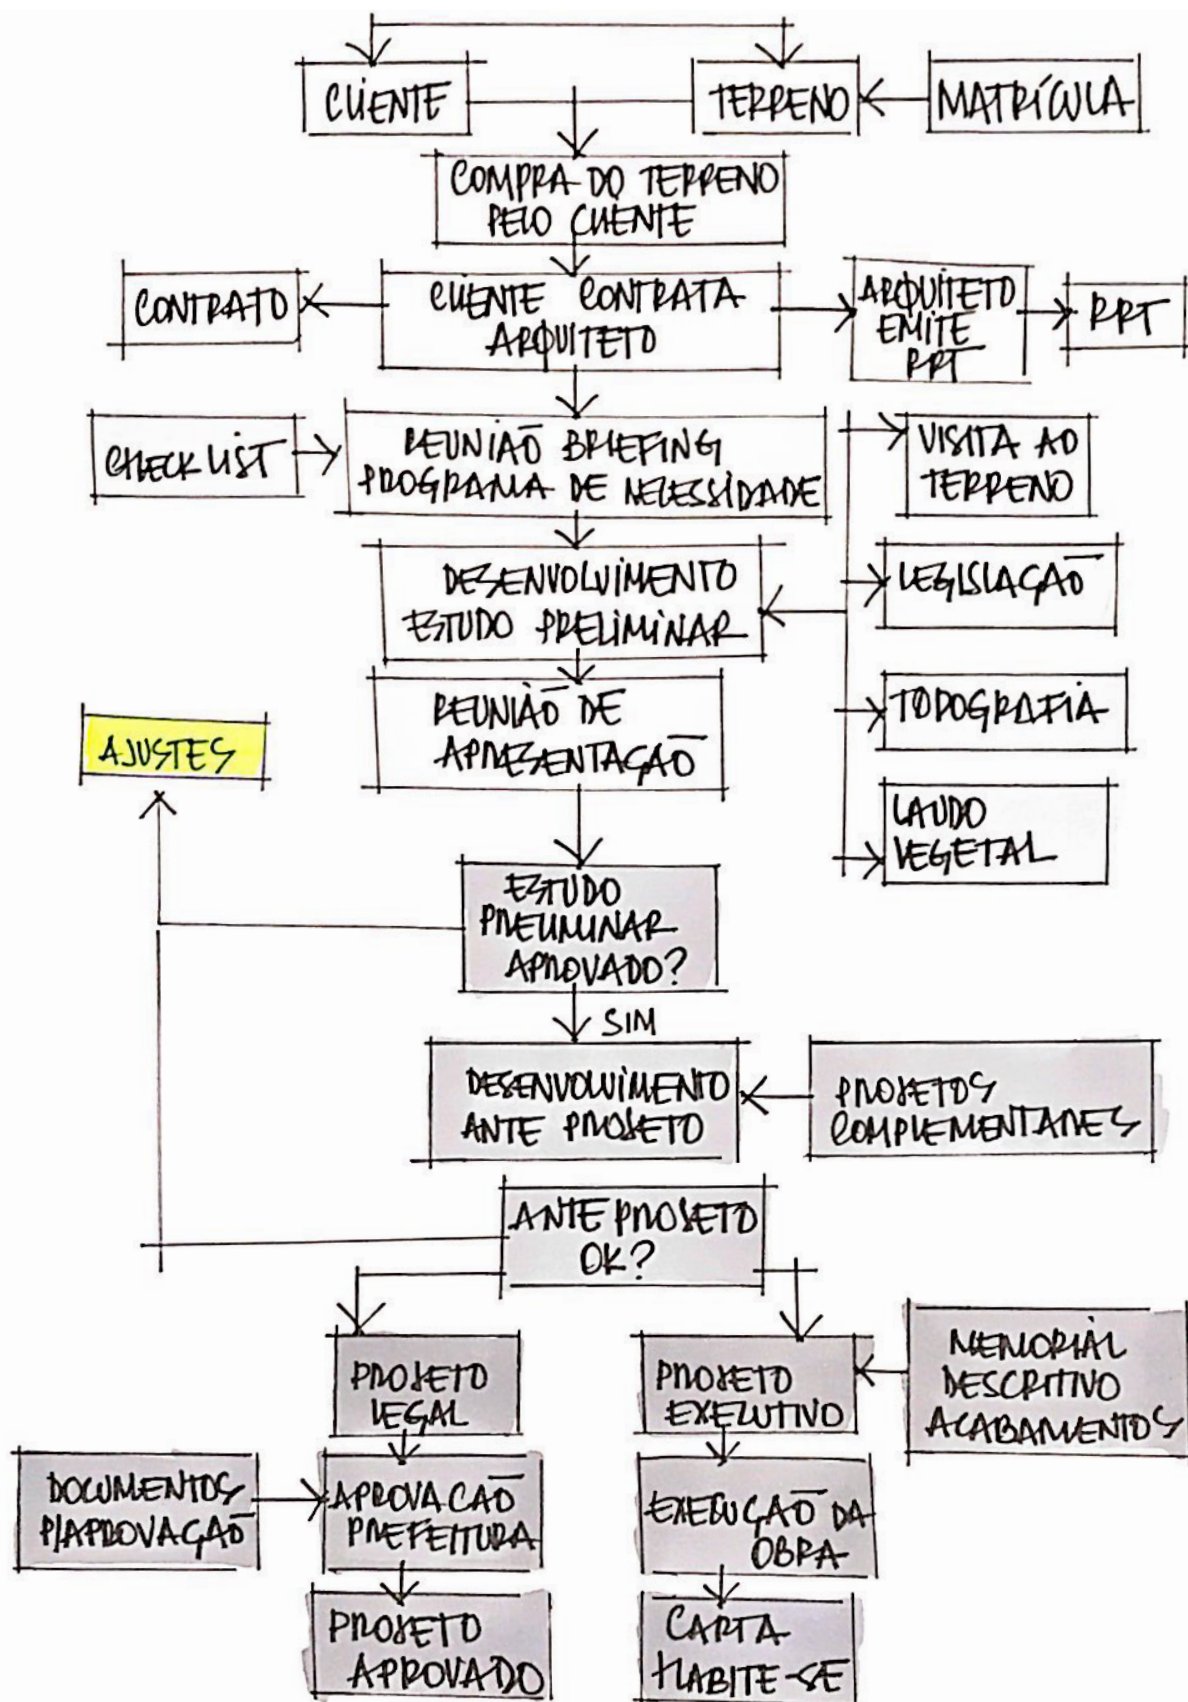 CLIENTE
TERRENO
MATRÍCULA
COMPRA DO TERRENO
PELO CLIENTE
CONTRATO
CLIENTE CONTRATA
ARQUITETO
ARQUITETO
EMITE
RRT
RRT
CHECK LIST
REUNIÃO BRIEFING
PROGRAMA DE NECESSIDADE
VISITA AO
TERRENO
DESENVOLVIMENTO
ESTUDO PRELIMINAR
LEGISLAÇÃO
TOPOGRAFIA
LAUDO
VEGETAL
REUNIÃO DE
APRESENTAÇÃO
AJUSTES
ESTUDO
PRELIMINAR
APROVADO?
SIM
DESENVOLVIMENTO
ANTE PROJETO
PROJETOS
COMPLEMENTARES
ANTE PROJETO
OK?
PROJETO
LEGAL
PROJETO
EXECUTIVO
MEMORIAL
DESCRITIVO
ACABAMENTOS
DOCUMENTOS
P/APROVAÇÃO
APROVACÃO
PREFEITURA
EXECUÇÃO DA
OBRA
PROJETO
APROVADO
CARTA
HABITE-SE